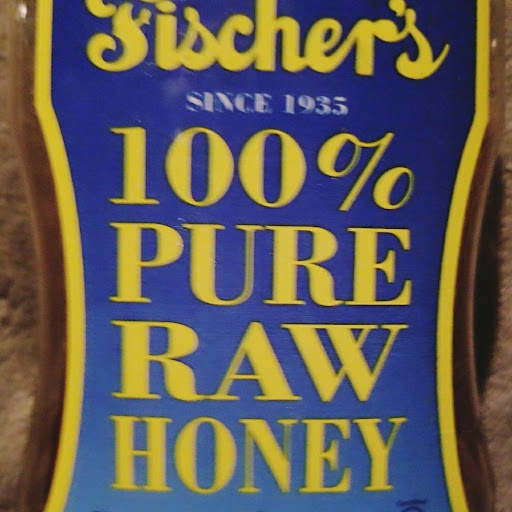 Fischer's
SINCE 1935
100%
PURE
RAW
HONEY